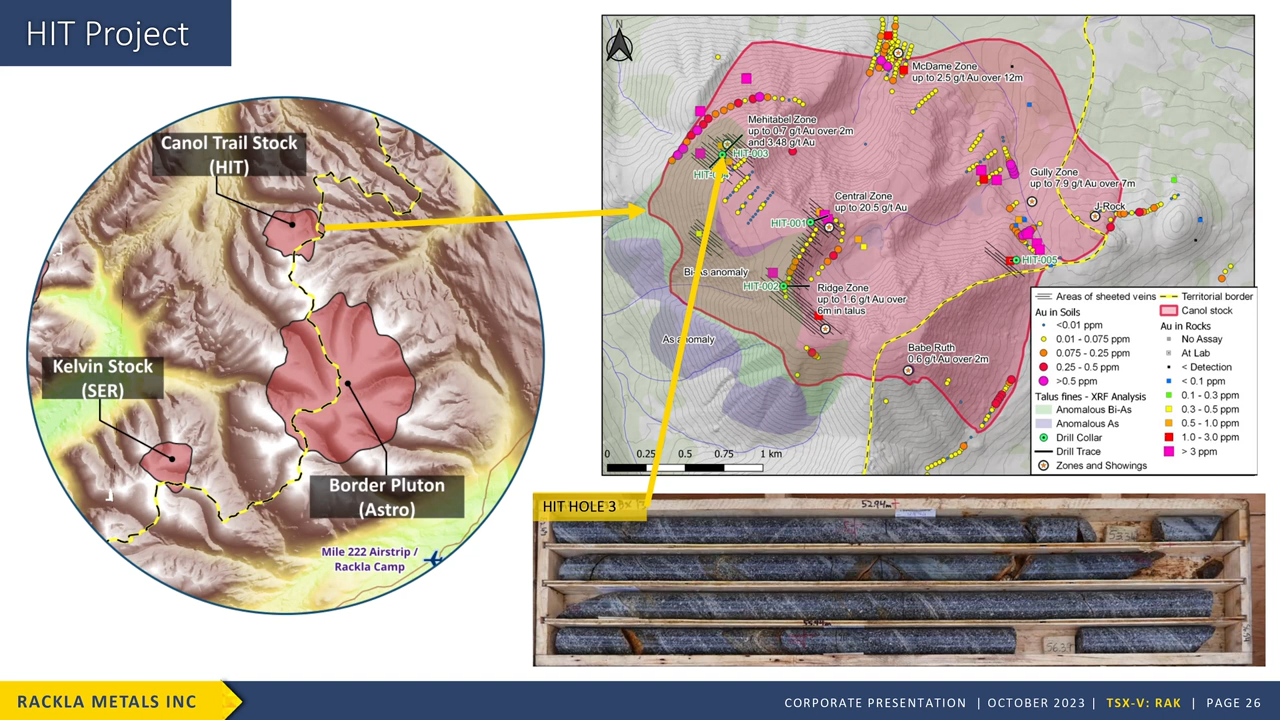 HIT Project
Canol Trail Stock
(HIT)
Kelvin Stock
(SER)
Border Pluton
(Astro)
Mile 222 Airstrip /
Rackla Camp
N
McDame Zone
up to 2.5 g/t Au over 12m
Mehitabel Zone
up to 0.7 g/t Au over 2m
and 3.48 g/t Au
HIT-003
HIT-
Central Zone
up to 20.5 g/t Au
HIT-001
Gully Zone
up to 7.9 g/t Au over 7m
J-Rock
HIT-005
Bi-As anomaly
HIT-002
Ridge Zone
up to 1.6 g/t Au over
6m in talus
As anomaly
Babe Ruth
0.6 g/t Au over 2m
0 0.25 0.5 0.75 1 km
Areas of sheeted veins
Au in Soils
<0.01 ppm
0.01 - 0.075 ppm
0.075 - 0.25 ppm
0.25 - 0.5 ppm
>0.5 ppm
Talus fines - XRF Analysis
Anomalous Bi-As
Anomalous As
Drill Collar
Drill Trace
Zones and Showings
Territorial border
Canol stock
Au in Rocks
No Assay
At Lab
< Detection
< 0.1 ppm
0.1 - 0.3 ppm
0.3 - 0.5 ppm
0.5 - 1.0 ppm
1.0 - 3.0 ppm
> 3 ppm
HIT HOLE 3
RACKLA METALS INC
CORPORATE PRESENTATION | OCTOBER 2023 | TSX-V: RAK | PAGE 26